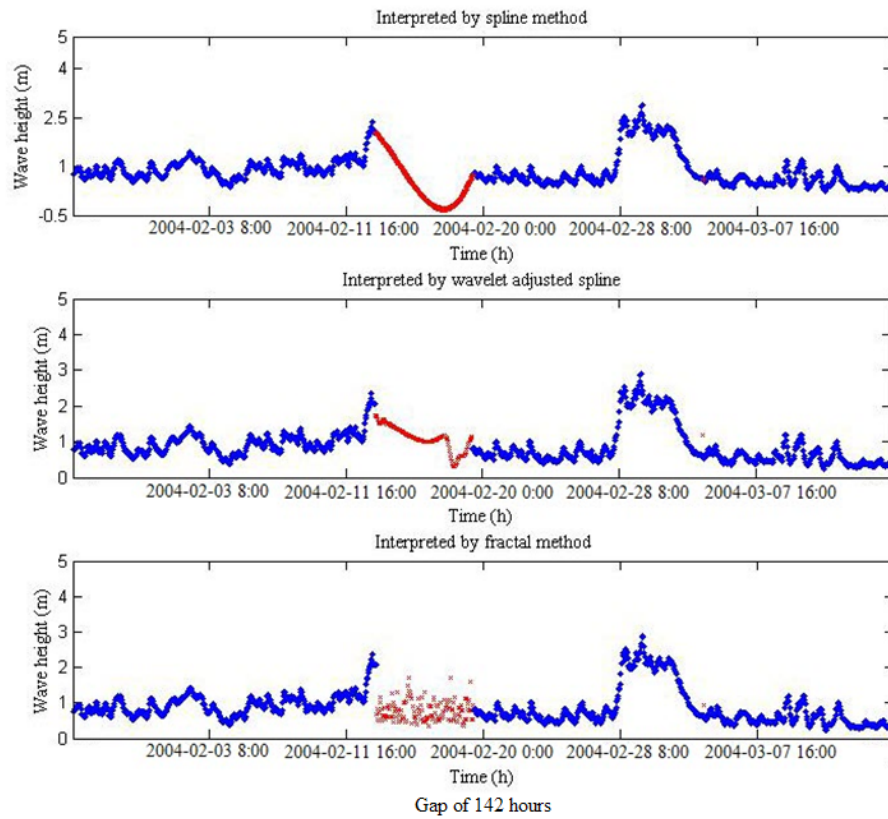 Interpreted by spline method
5
4
2.5
1
-0.5
Wave height (m)
2004-02-03 8:00 2004-02-11 16:00 2004-02-20 0:00 2004-02-28 8:00 2004-03-07 16:00
Time (h)
Interpreted by wavelet adjusted spline
5
4
3
2
1
0
Wave height (m)
2004-02-03 8:00 2004-02-11 16:00 2004-02-20 0:00 2004-02-28 8:00 2004-03-07 16:00
Time (h)
Interpreted by fractal method
5
4
3
2
1
0
Wave height (m)
2004-02-03 8:00 2004-02-11 16:00 2004-02-20 0:00 2004-02-28 8:00 2004-03-07 16:00
Time (h)
Gap of 142 hours